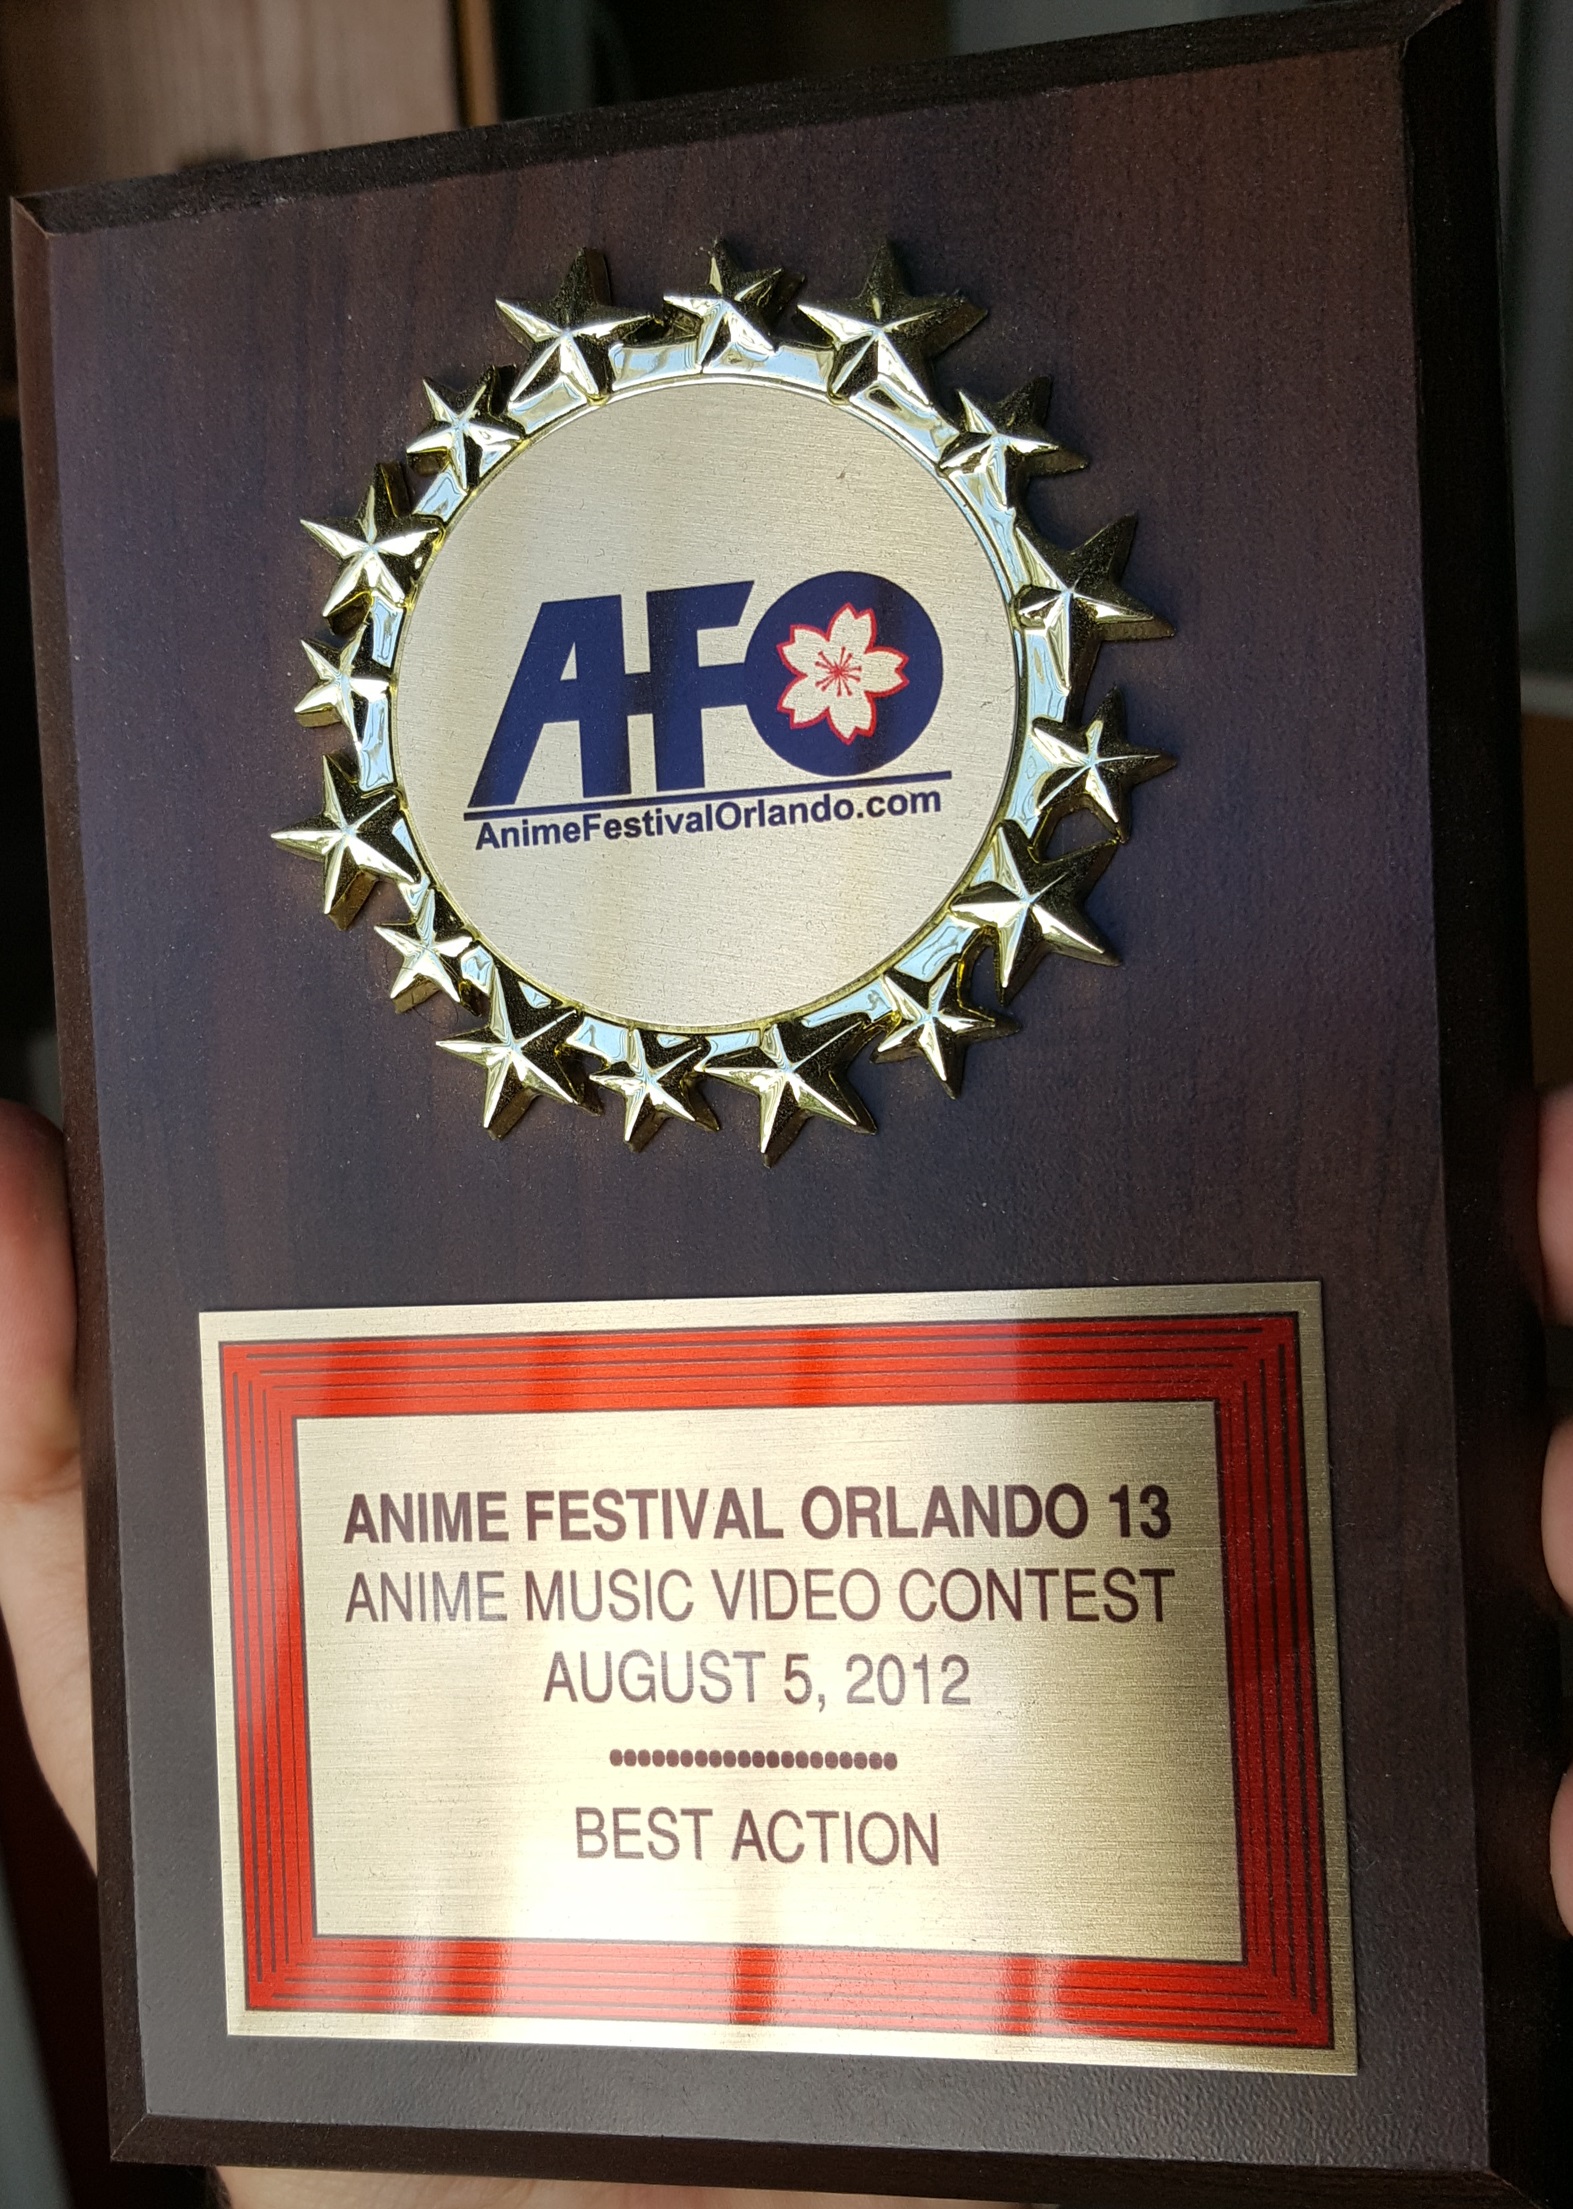 AFO
AnimeFestivalOrlando.com
ANIME FESTIVAL ORLANDO 13
ANIME MUSIC VIDEO CONTEST
AUGUST 5, 2012
BEST ACTION